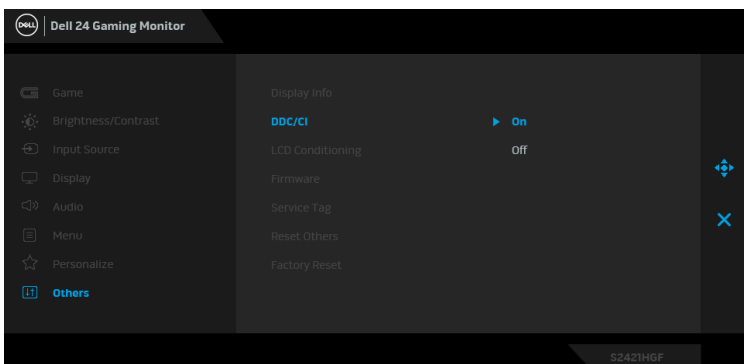 DELL Dell 24 Gaming Monitor
Game
Display Info
Brightness/Contrast
DDC/CI
On
Input Source
LCD Conditioning
Off
Display
Firmware
Audio
Service Tag
Menu
Reset Others
Personalize
Factory Reset
Others
S2421HGF